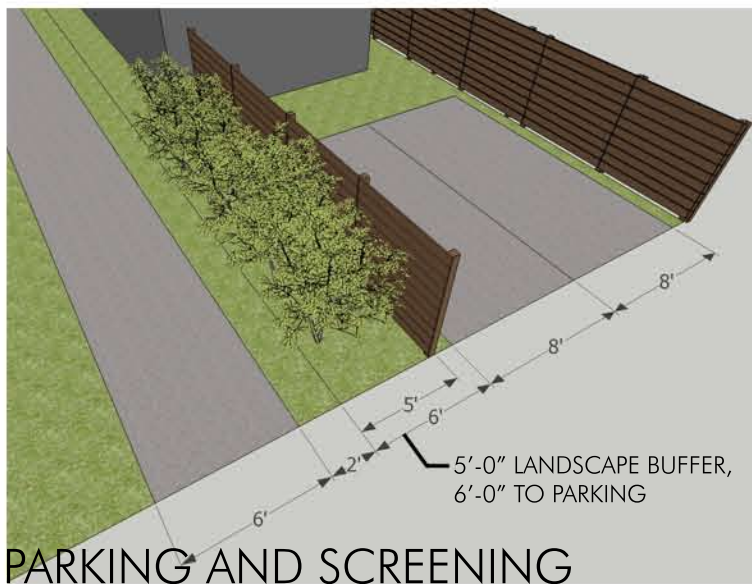 8'
8'
5'
6'
2'
6'
5'-0” LANDSCAPE BUFFER,
6'-0” TO PARKING
PARKING AND SCREENING